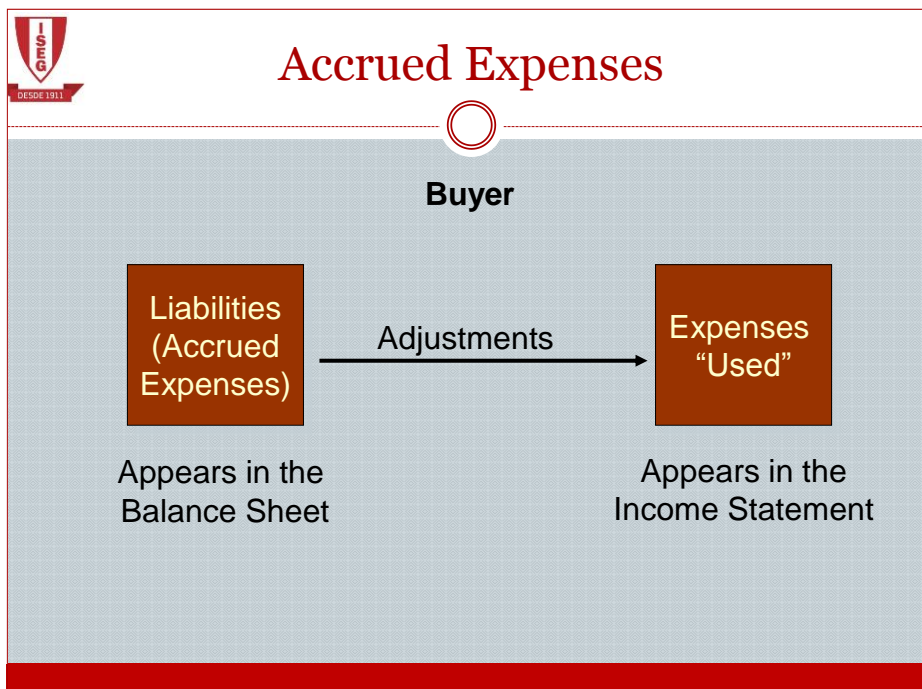 ISEG
DESDE 1911
Accrued Expenses
Buyer
Liabilities
(Accrued
Expenses)
Adjustments
Expenses
“Used”
Appears in the
Balance Sheet
Appears in the
Income Statement